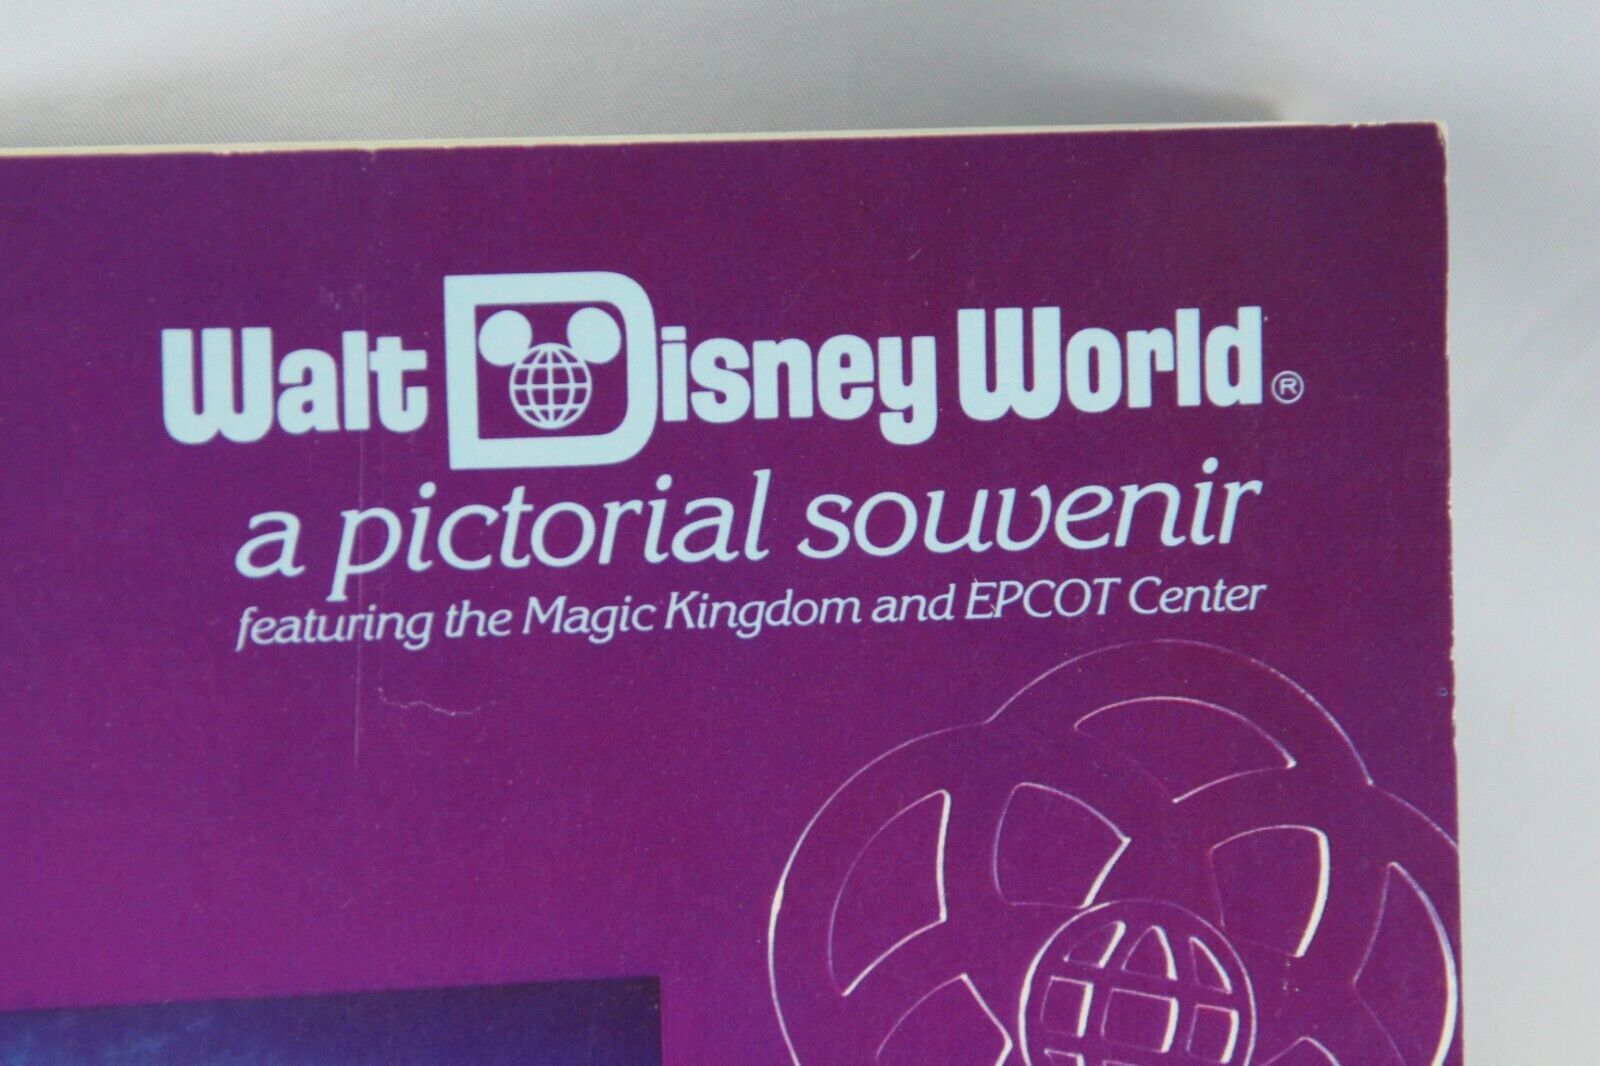 Walt Disney World®
a pictorial souvenir
featuring the Magic Kingdom and EPCOT Center